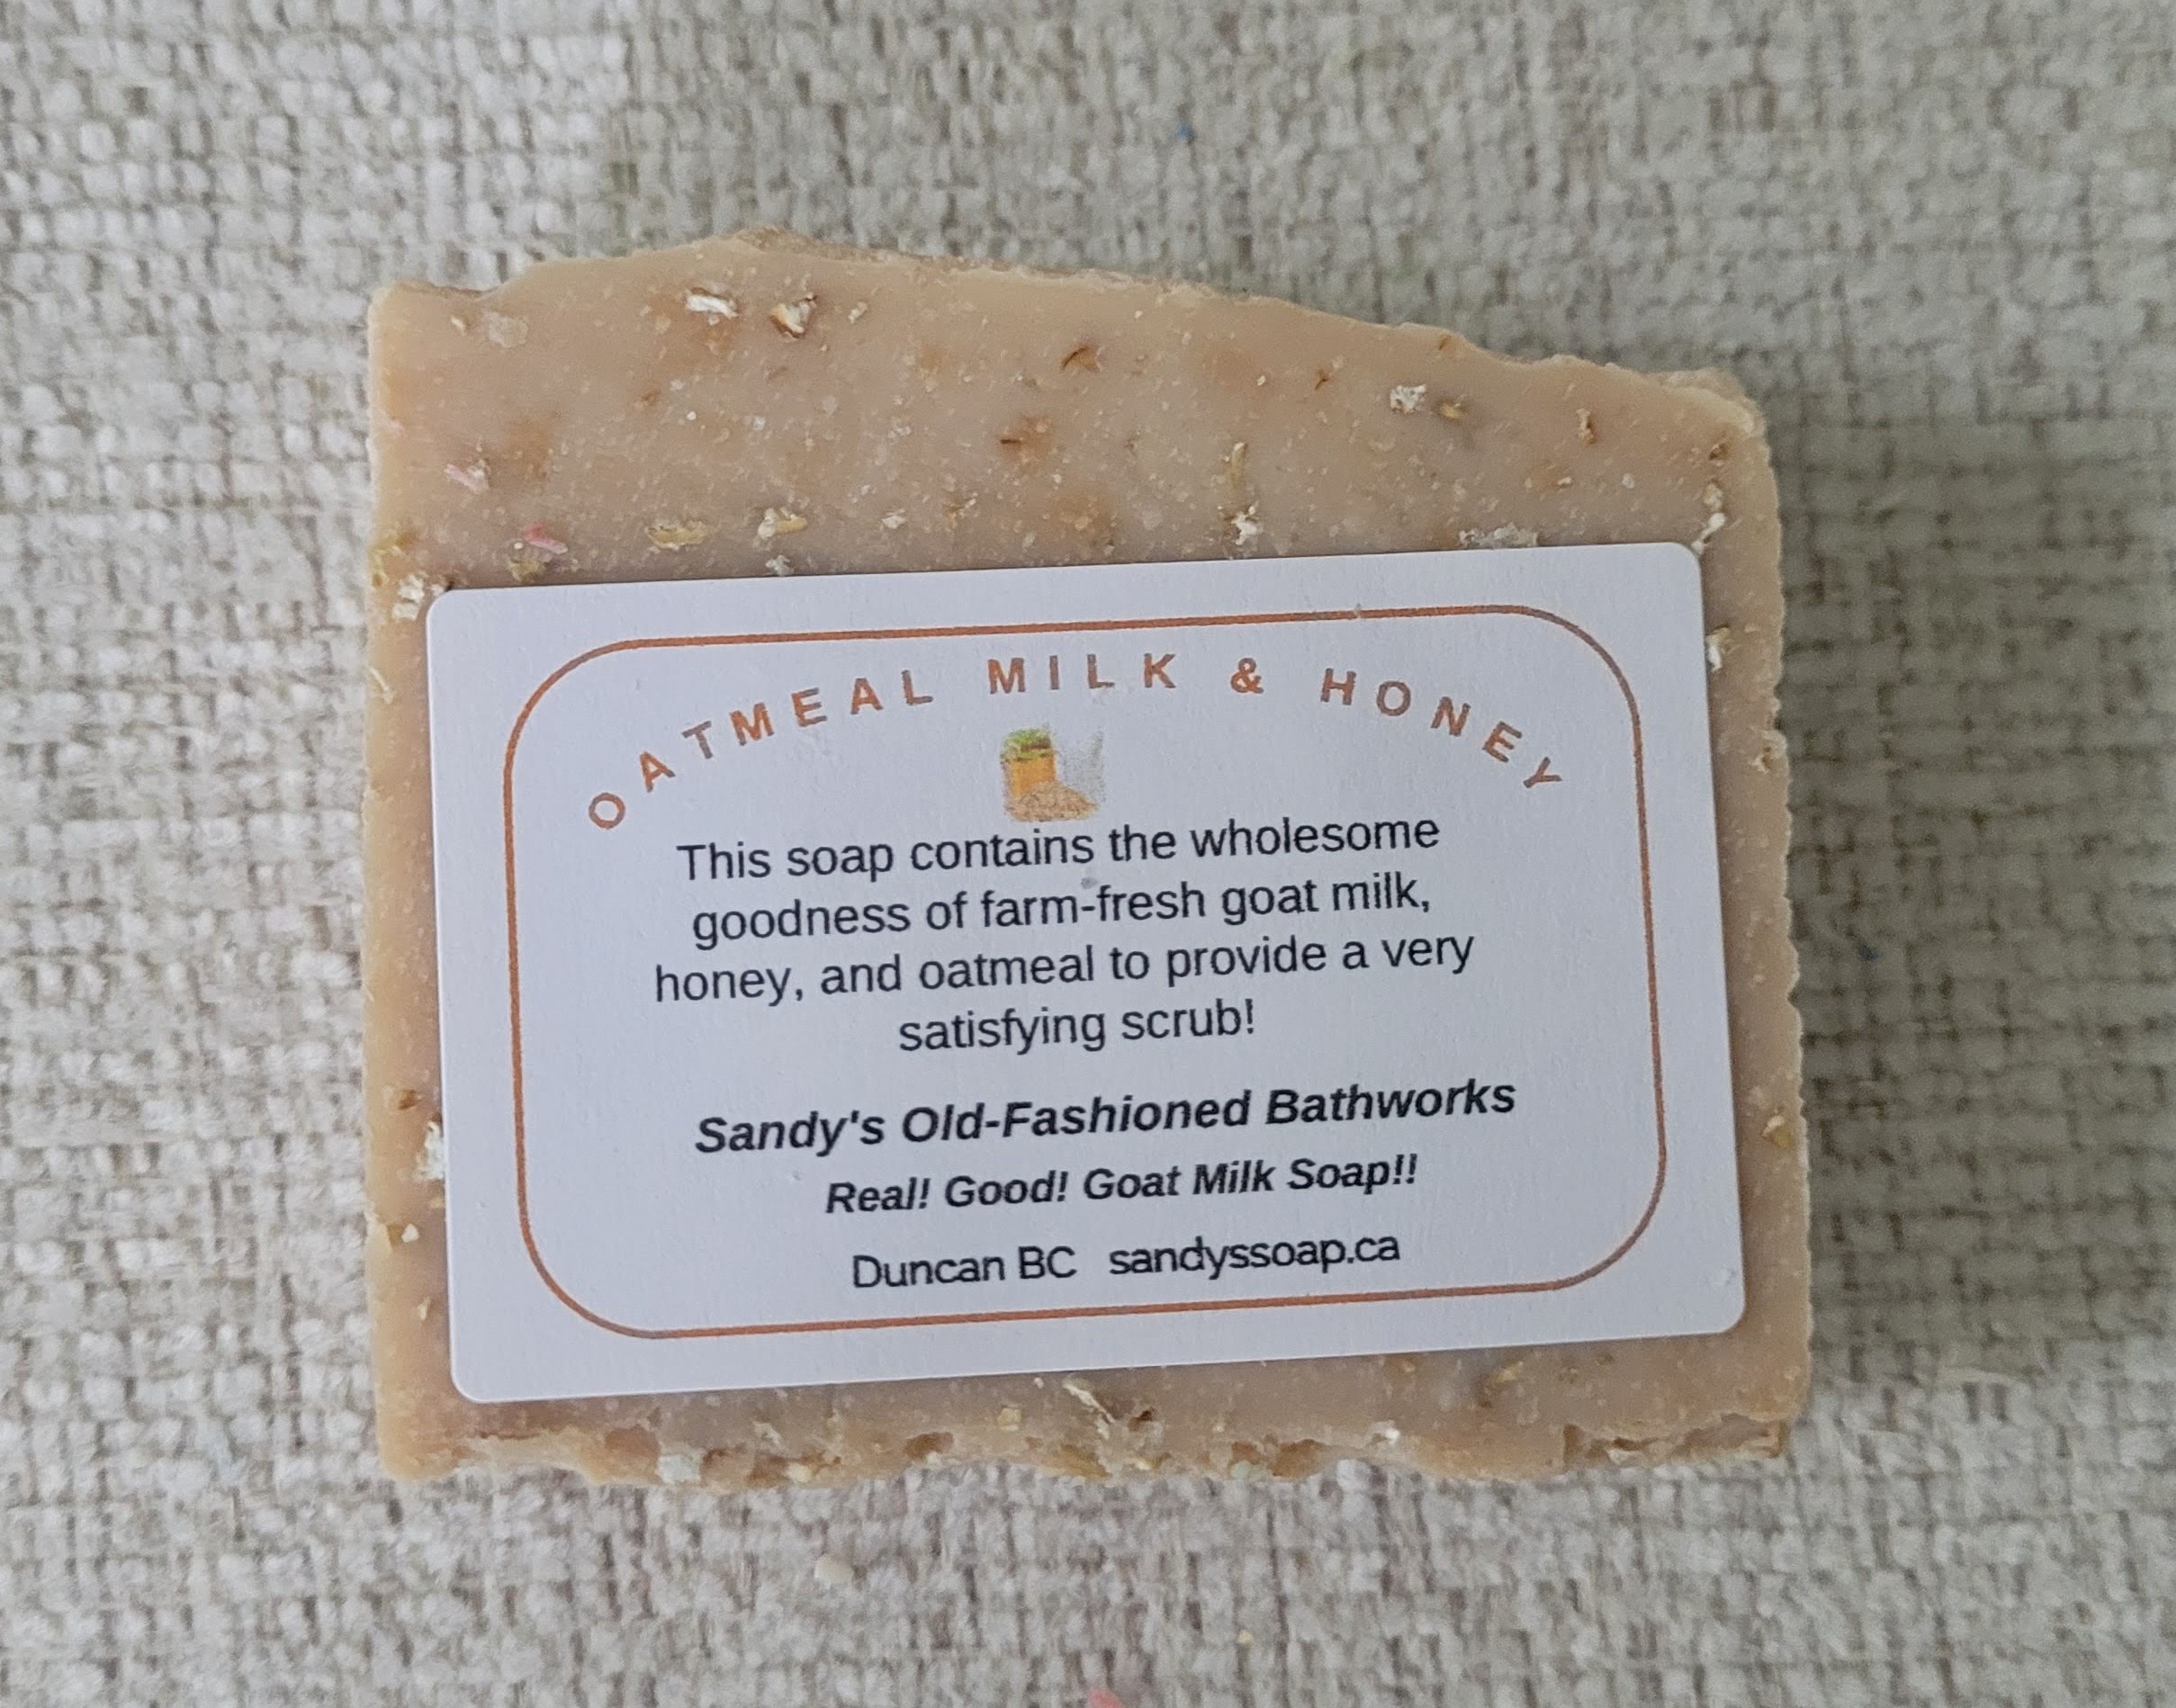 OATMEAL MILK & HONEY
This soap contains the wholesome
goodness of farm-fresh goat milk,
honey, and oatmeal to provide a very
satisfying scrub!
Sandy's Old-Fashioned Bathworks
Real! Good! Goat Milk Soap!!
Duncan BC sandyssoap.ca